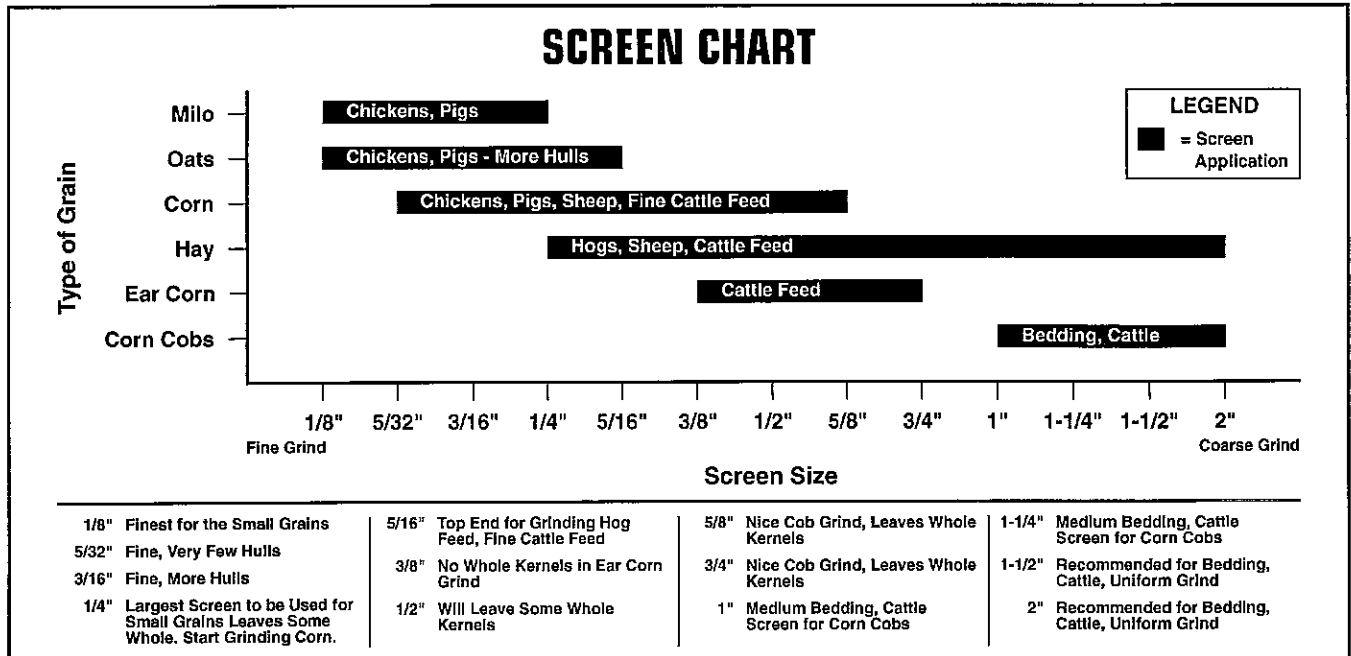 SCREEN CHART
Type of Grain
Milo
Chickens, Pigs
Oats
Chickens, Pigs - More Hulls
Corn
Chickens, Pigs, Sheep, Fine Cattle Feed
Hay
Hogs, Sheep, Cattle Feed
Ear Corn
Cattle Feed
Corn Cobs
Bedding, Cattle
LEGEND
= Screen
Application
1/8" 5/32" 3/16" 1/4" 5/16" 3/8" 1/2" 5/8" 3/4" 1" 1-1/4" 1-1/2" 2"
Fine Grind
Coarse Grind
Screen Size
1/8" Finest for the Small Grains
5/32" Fine, Very Few Hulls
3/16" Fine, More Hulls
1/4" Largest Screen to be Used for
Small Grains Leaves Some
Whole. Start Grinding Corn.
5/16" Top End for Grinding Hog
Feed, Fine Cattle Feed
3/8" No Whole Kernels in Ear Corn
Grind
1/2" Will Leave Some Whole
Kernels
5/8" Nice Cob Grind, Leaves Whole
Kernels
3/4" Nice Cob Grind, Leaves Whole
Kernels
1" Medium Bedding, Cattle
Screen for Corn Cobs
1-1/4" Medium Bedding, Cattle
Screen for Corn Cobs
1-1/2" Recommended for Bedding,
Cattle, Uniform Grind
2" Recommended for Bedding,
Cattle, Uniform Grind